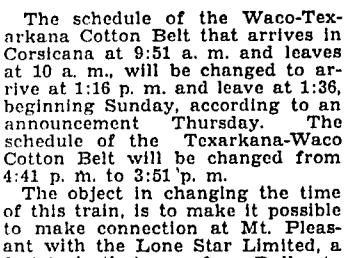 The schedule of the Waco-Tex-
arkana Cotton Belt that arrives in
Corsicana at 9:51 a. m. and leaves
at 10 a. m., will be changed to ar-
rive at 1:16 p. m. and leave at 1:36,
beginning Sunday, according to an
announcement Thursday. The
schedule of the Texarkana-Waco
Cotton Belt will be changed from
4:41 p. m. to 3:51 p. m.
The object in changing the time
of this train, is to make it possible
to make connection at Mt. Pleas-
ant with the Lone Star Limited, a